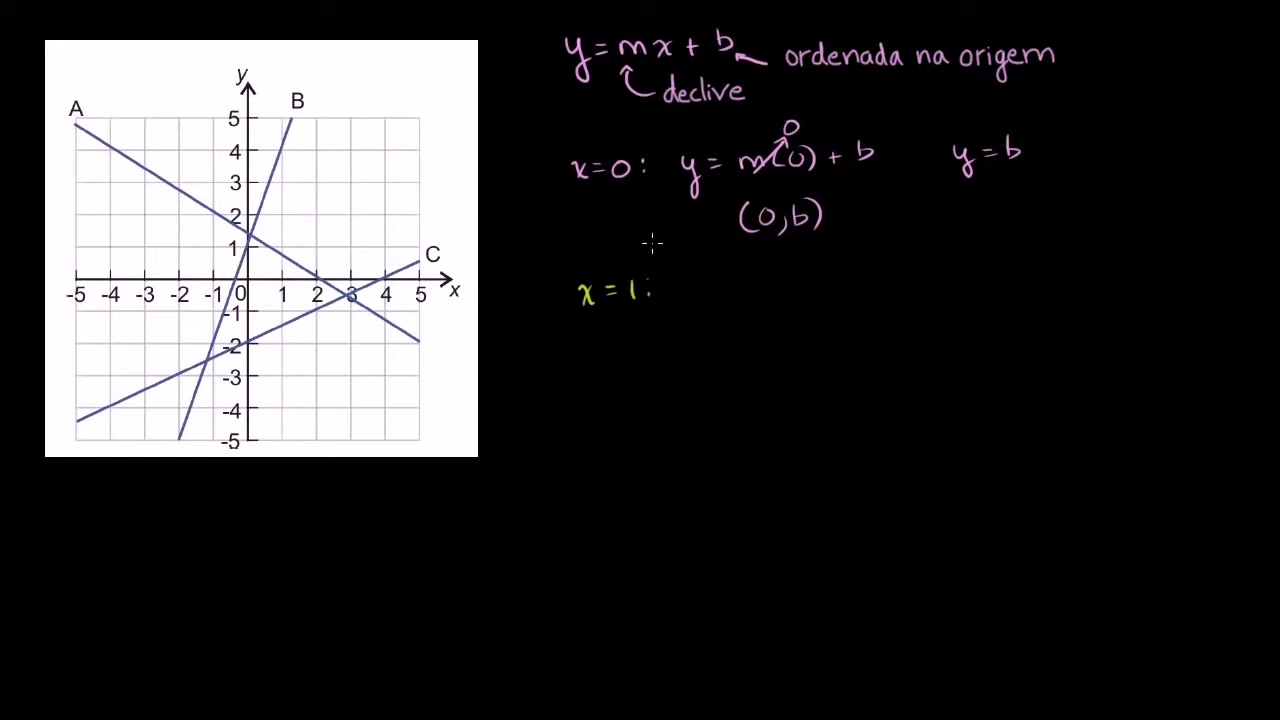 y = mx + b ordenada na origem
declive
x=0: y = m(0) + b y = b
0
(0,b)
x = 1:
y
A
B
5
4
3
2
1
C
-5 -4 -3 -2 -1 0 1 2 3 4 5 x
-1
-2
-3
-4
-5